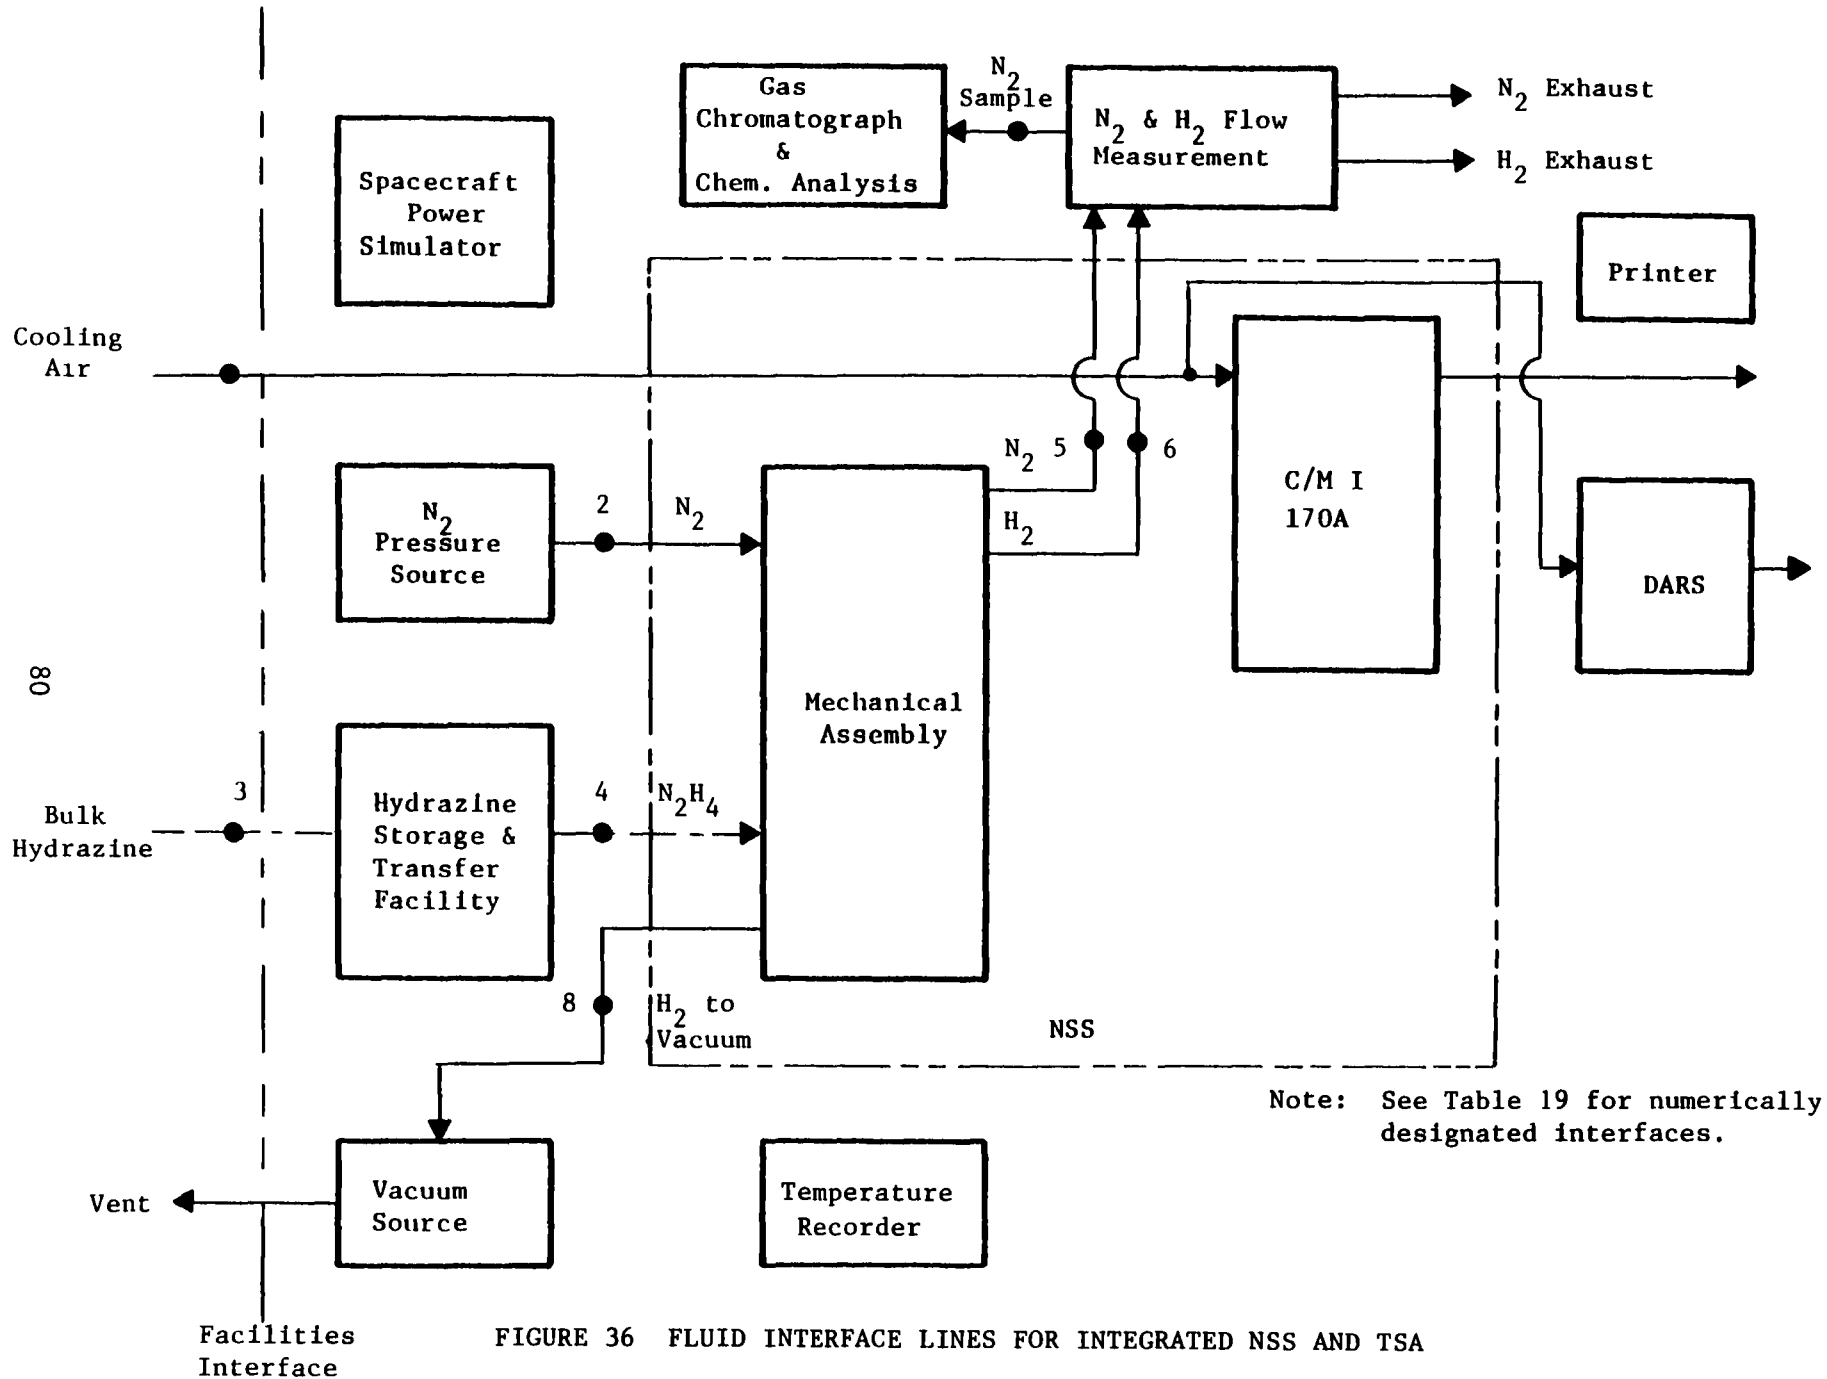 N2
Sample
Gas
Chromatograph
&
Chem. Analysis
N2 & H2 Flow
Measurement
N2 Exhaust
H2 Exhaust
Spacecraft
Power
Simulator
Printer
Cooling
Air
N2 5
6
H2
C/M I
170A
N2
Pressure
Source
2
N2
DARS
80
Mechanical
Assembly
3
Bulk
Hydrazine
Hydrazine
Storage &
Transfer
Facility
4
N2H4
8
H2 to
Vacuum
NSS
Note: See Table 19 for numerically
designated interfaces.
Vent
Vacuum
Source
Temperature
Recorder
Facilities
Interface
FIGURE 36 FLUID INTERFACE LINES FOR INTEGRATED NSS AND TSA